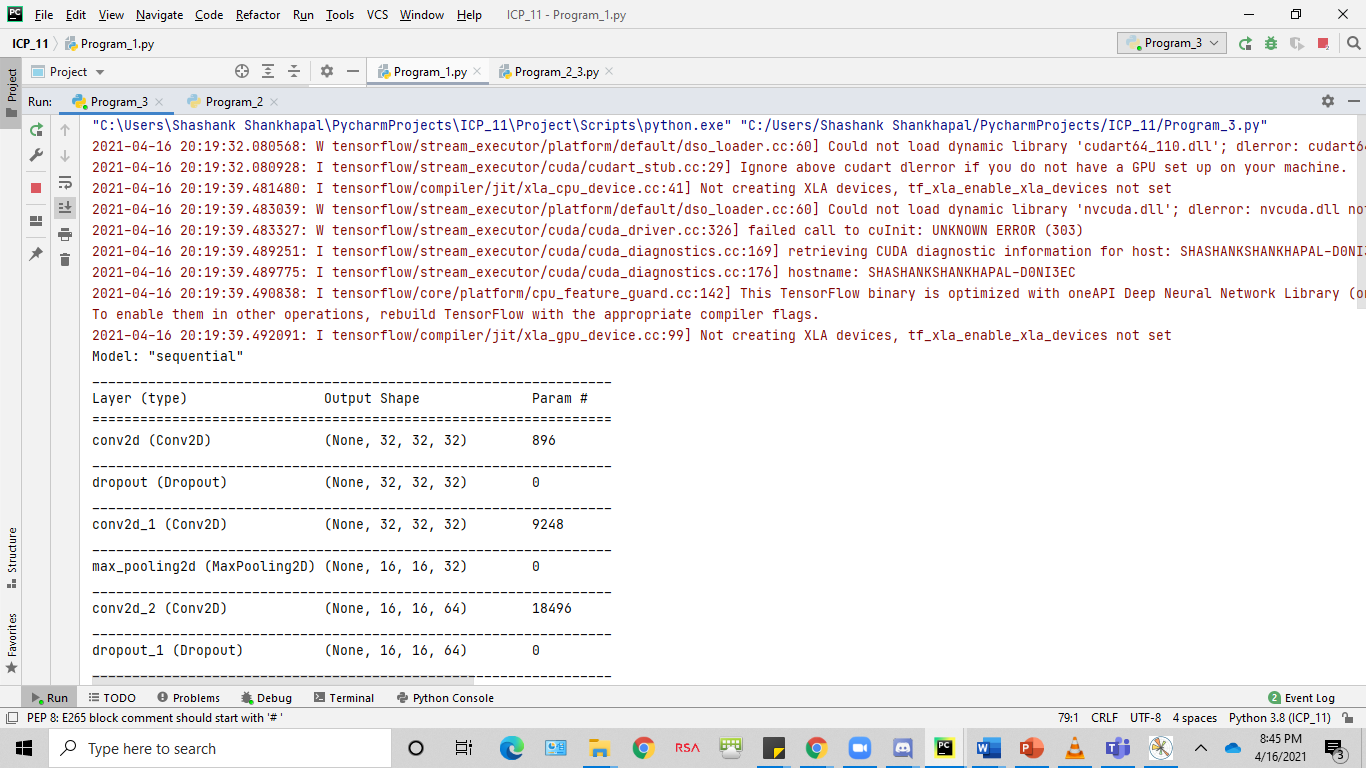 File Edit View Navigate Code Refactor Run Tools VCS Window Help ICP_11 - Program_1.py
ICP_11 Program_1.py Program_3
Project Project Program_1.py Program_2_3.py
Run: Program_3 Program_2
"C:\Users\Shashank Shankhapal\PycharmProjects\ICP_11\Project\Scripts\python.exe" "C:/Users/Shashank Shankhapal/PycharmProjects/ICP_11/Program_3.py"
2021-04-16 20:19:32.080568: W tensorflow/stream_executor/platform/default/dso_loader.cc:60] Could not load dynamic library 'cudart64_110.dll'; dlerror: cudart64
2021-04-16 20:19:32.080928: I tensorflow/stream_executor/cuda/cudart_stub.cc:29] Ignore above cudart dlerror if you do not have a GPU set up on your machine.
2021-04-16 20:19:39.481480: I tensorflow/compiler/jit/xla_cpu_device.cc:41] Not creating XLA devices, tf_xla_enable_xla_devices not set
2021-04-16 20:19:39.483039: W tensorflow/stream_executor/platform/default/dso_loader.cc:60] Could not load dynamic library 'nvcuda.dll'; dlerror: nvcuda.dll not
2021-04-16 20:19:39.483327: W tensorflow/stream_executor/cuda/cuda_driver.cc:326] failed call to cuInit: UNKNOWN ERROR (303)
2021-04-16 20:19:39.489251: I tensorflow/stream_executor/cuda/cuda_diagnostics.cc:169] retrieving CUDA diagnostic information for host: SHASHANKSHANKHAPAL-D0NI3
2021-04-16 20:19:39.489775: I tensorflow/stream_executor/cuda/cuda_diagnostics.cc:176] hostname: SHASHANKSHANKHAPAL-D0NI3EC
2021-04-16 20:19:39.490838: I tensorflow/core/platform/cpu_feature_guard.cc:142] This TensorFlow binary is optimized with oneAPI Deep Neural Network Library (on
To enable them in other operations, rebuild TensorFlow with the appropriate compiler flags.
2021-04-16 20:19:39.492091: I tensorflow/compiler/jit/xla_gpu_device.cc:99] Not creating XLA devices, tf_xla_enable_xla_devices not set
Model: "sequential"
_________________________________________________________________
Layer (type) Output Shape Param #
=================================================================
conv2d (Conv2D) (None, 32, 32, 32) 896
_________________________________________________________________
dropout (Dropout) (None, 32, 32, 32) 0
_________________________________________________________________
conv2d_1 (Conv2D) (None, 32, 32, 32) 9248
_________________________________________________________________
max_pooling2d (MaxPooling2D) (None, 16, 16, 32) 0
_________________________________________________________________
conv2d_2 (Conv2D) (None, 16, 16, 64) 18496
_________________________________________________________________
dropout_1 (Dropout) (None, 16, 16, 64) 0
_________________________________________________________________
Structure
Favorites
Run TODO Problems Debug Terminal Python Console Event Log
PEP 8: E265 block comment should start with '# ' 79:1 CRLF UTF-8 4 spaces Python 3.8 (ICP_11)
Type here to search RSA 8:45 PM
4/16/2021 3